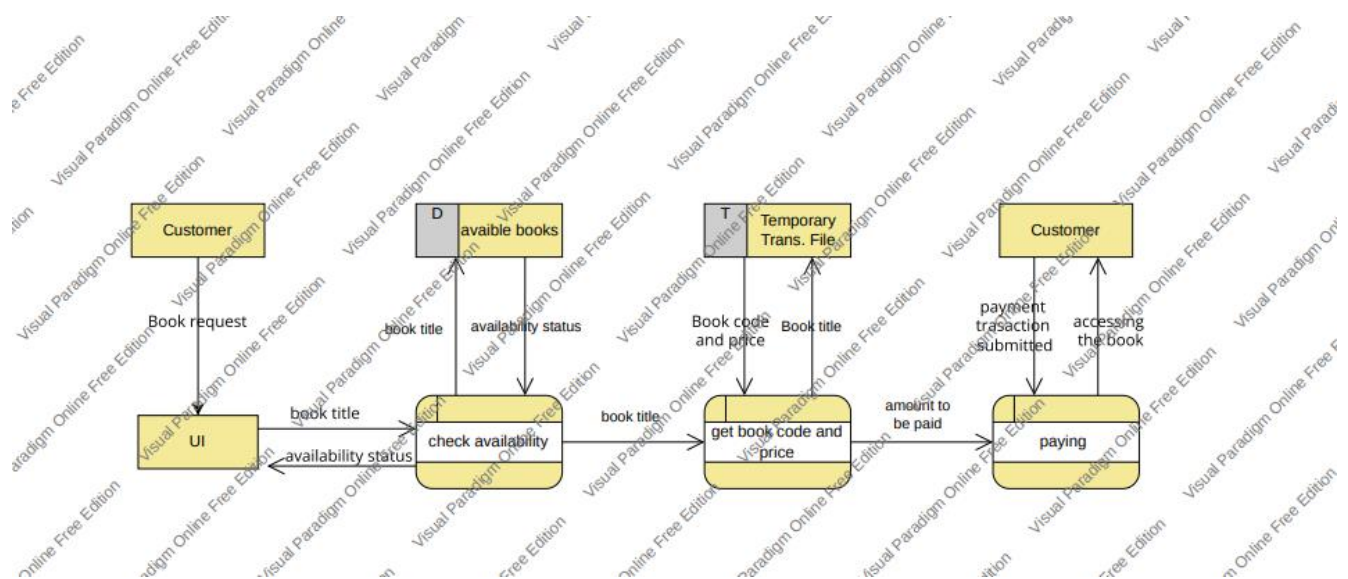 Customer
D
avaible books
T
Temporary
Trans. File
Customer
Book request
book title
availability status
Book code
and price
Book title
payment
trasaction
submitted
accessing
the book
UI
book title
availability status
check availability
book title
get book code and
price
amount to
be paid
paying
Visual Paradigm Online Free Edition